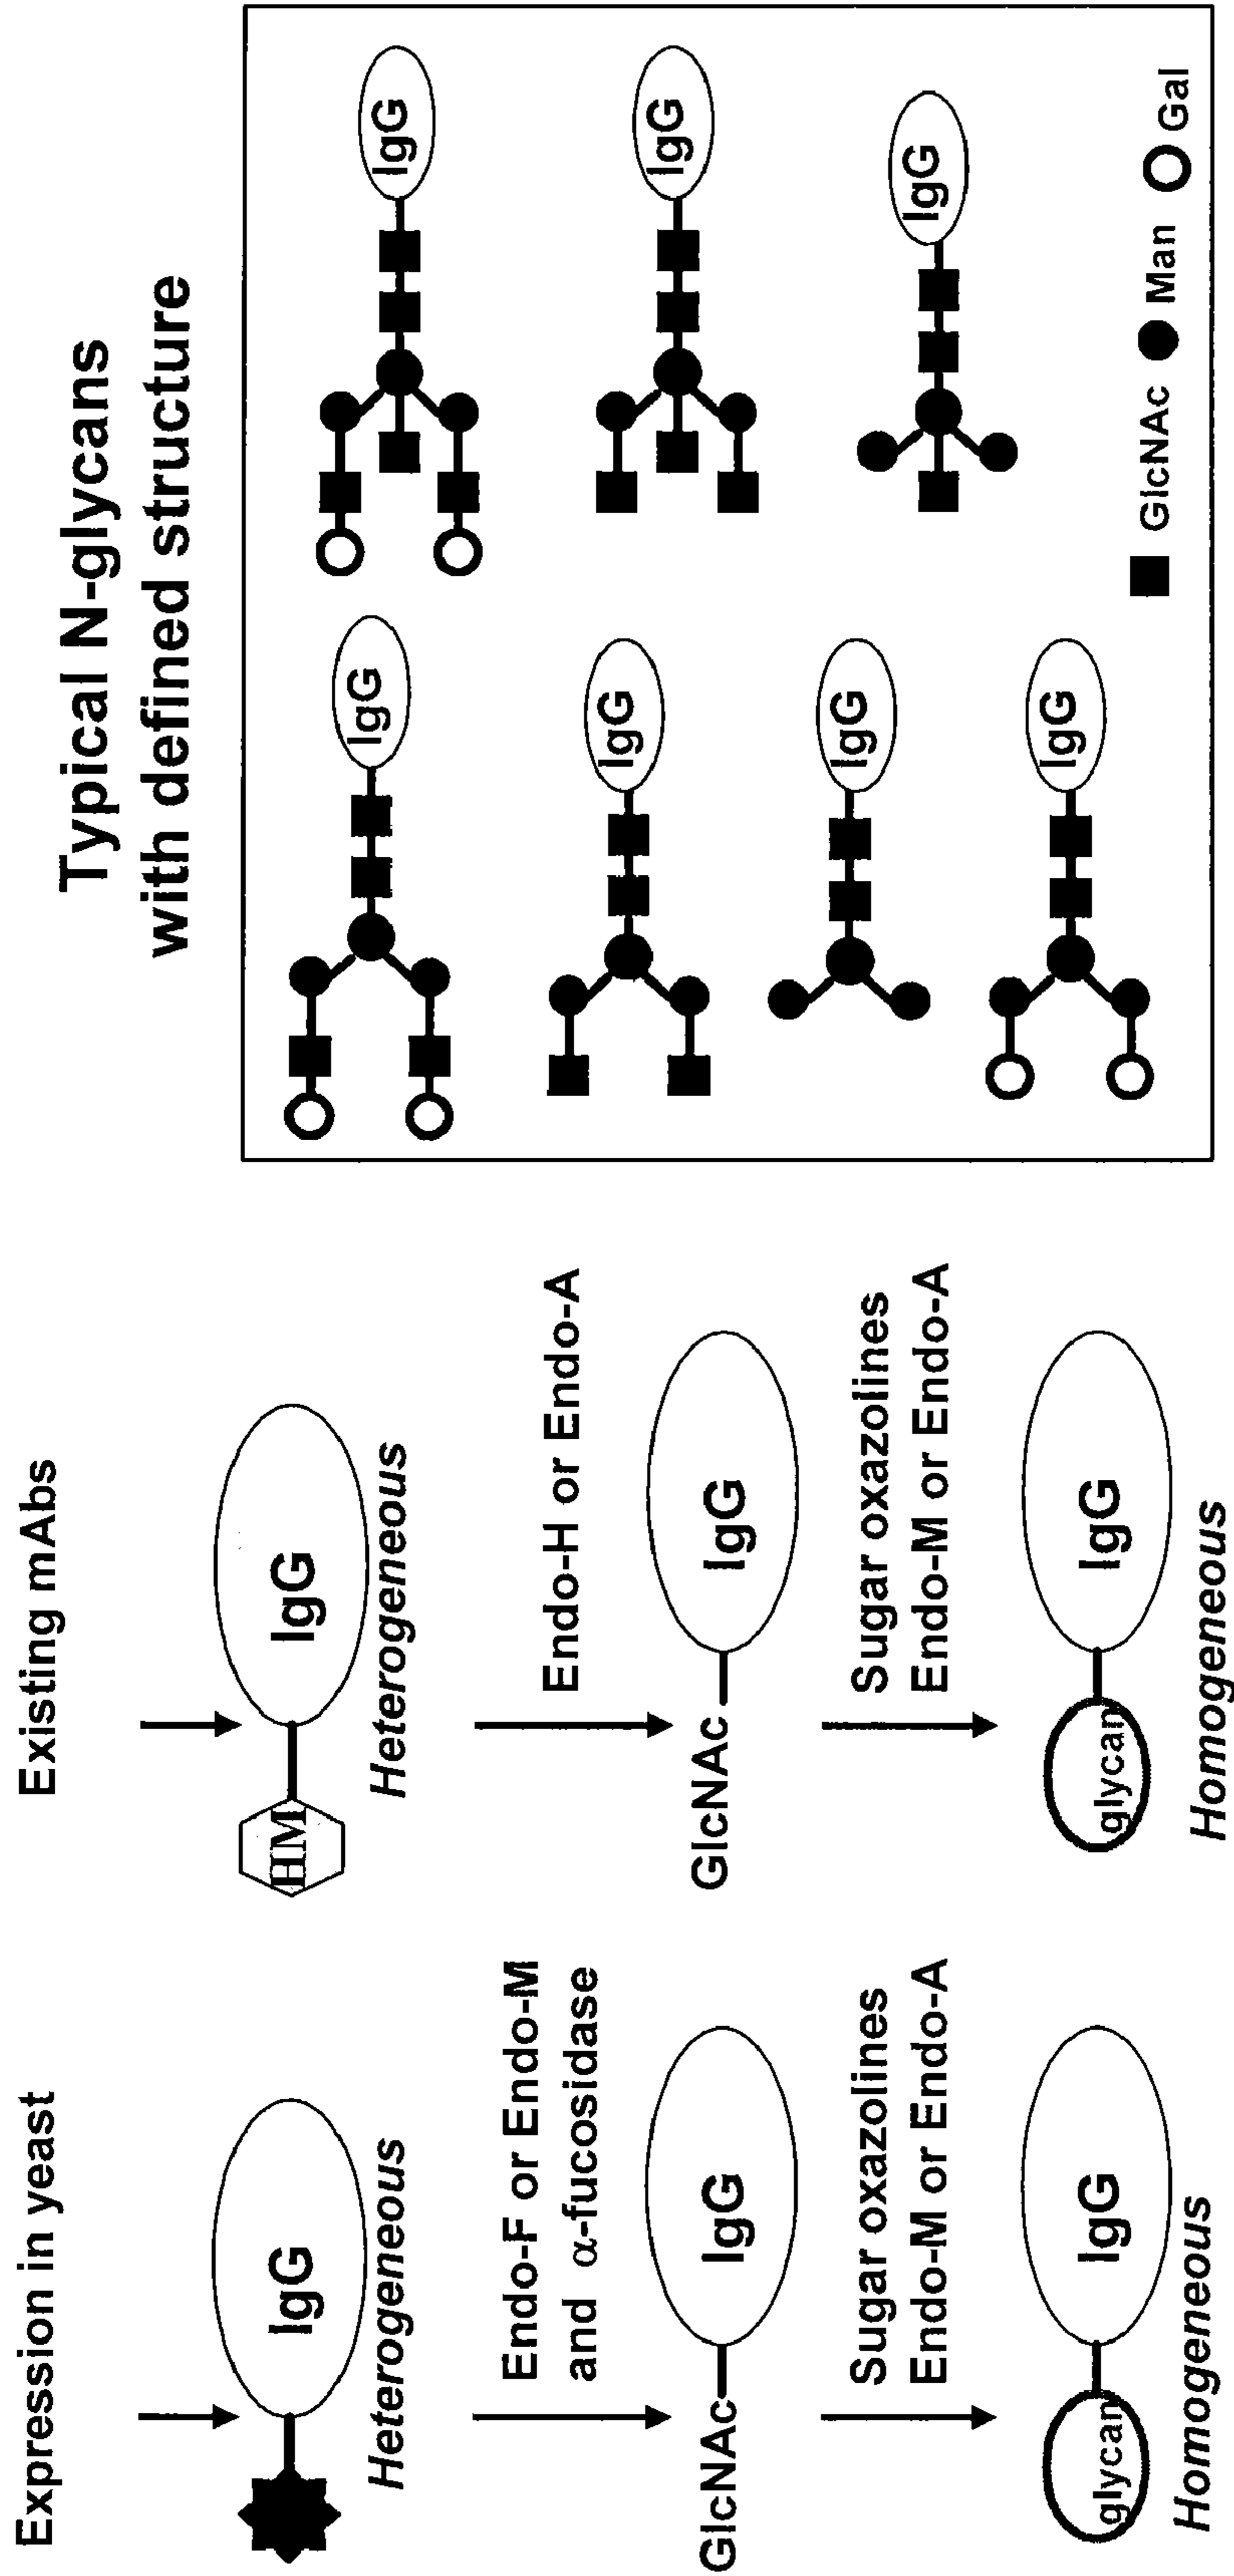 Expression in yeast
IgG
Heterogeneous
Endo-F or Endo-M
and α-fucosidase
GlcNAc
IgG
Sugar oxazolines
Endo-M or Endo-A
glycan
IgG
Homogeneous
Existing mAbs
HM
IgG
Heterogeneous
Endo-H or Endo-A
GlcNAc
IgG
Sugar oxazolines
Endo-M or Endo-A
glycan
IgG
Homogeneous
Typical N-glycans
with defined structure
IgG
IgG
IgG
IgG
IgG
IgG
IgG
GlcNAc Man Gal